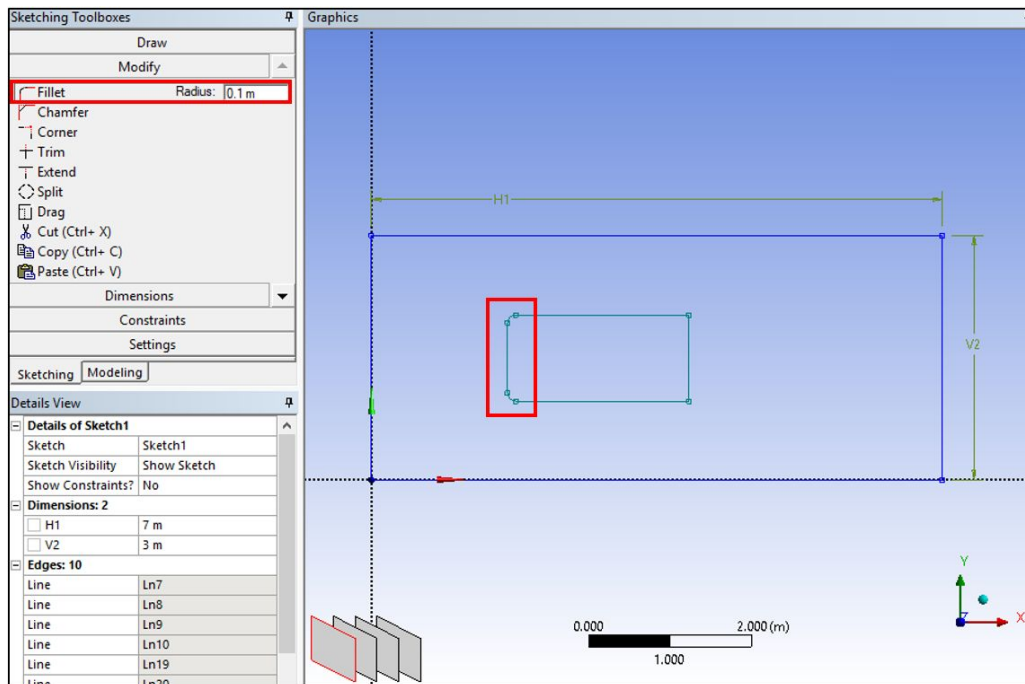 Sketching Toolboxes
Graphics
Draw
Modify
Fillet Radius: 0.1 m
Chamfer
Corner
Trim
Extend
Split
Drag
Cut (Ctrl+ X)
Copy (Ctrl+ C)
Paste (Ctrl+ V)
Dimensions
Constraints
Settings
Sketching Modeling
Details View
Details of Sketch1
Sketch Sketch1
Sketch Visibility Show Sketch
Show Constraints? No
Dimensions: 2
H1 7 m
V2 3 m
Edges: 10
Line Ln7
Line Ln8
Line Ln9
Line Ln10
Line Ln19
Line Ln20
H1
V2
0.000 2.000 (m)
1.000
Y
Z
X